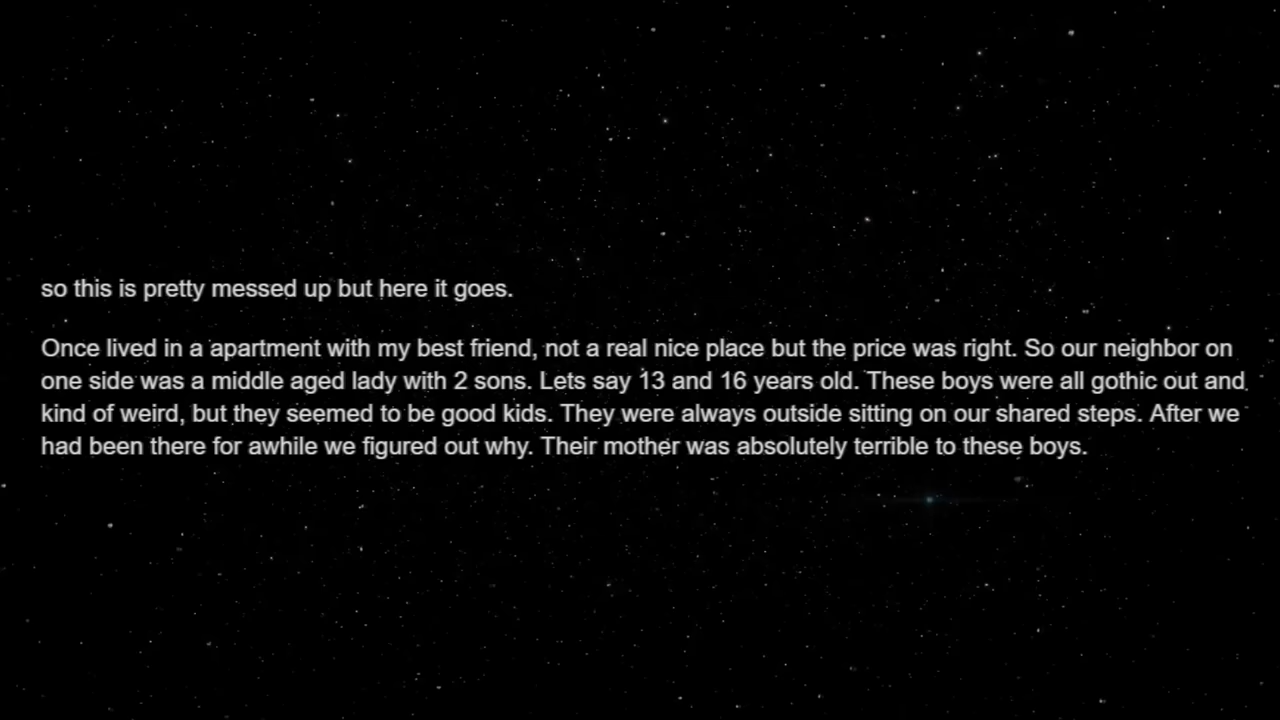 so this is pretty messed up but here it goes.
Once lived in a apartment with my best friend, not a real nice place but the price was right. So our neighbor on
one side was a middle aged lady with 2 sons. Lets say 13 and 16 years old. These boys were all gothic out and
kind of weird, but they seemed to be good kids. They were always outside sitting on our shared steps. After we
had been there for awhile we figured out why. Their mother was absolutely terrible to these boys.